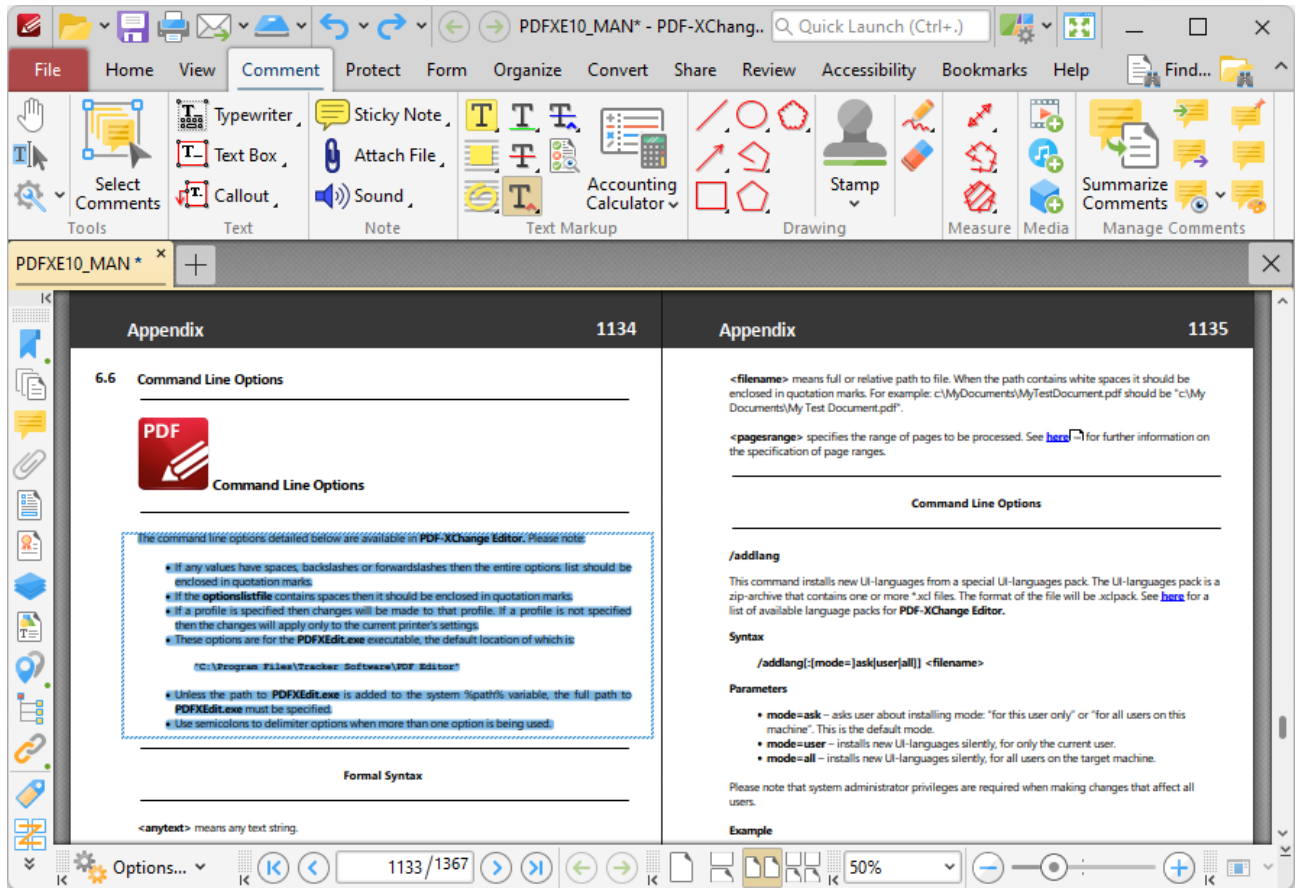 PDFXE10_MAN* - PDF-XChang..
Quick Launch (Ctrl+.)
File Home View Comment Protect Form Organize Convert Share Review Accessibility Bookmarks Help Find...
Select
Comments
Tools
Typewriter
Text Box
Callout
Text
Sticky Note
Attach File
Sound
Note
Accounting
Calculator
Text Markup
Stamp
Drawing
Measure
Media
Summarize
Comments
Manage Comments
PDFXE10_MAN *
Appendix 1134
6.6 Command Line Options
PDF
Command Line Options
The command line options detailed below are available in PDF-XChange Editor. Please note:
• If any values have spaces, backslashes or forwardslashes then the entire options list should be
enclosed in quotation marks.
• If the optionslistfile contains spaces then it should be enclosed in quotation marks.
• If a profile is specified then changes will be made to that profile. If a profile is not specified
then the changes will apply only to the current printer's settings.
• These options are for the PDFXEdit.exe executable, the default location of which is:
"C:\Program Files\Tracker Software\PDF Editor"
• Unless the path to PDFXEdit.exe is added to the system %path% variable, the full path to
PDFXEdit.exe must be specified.
• Use semicolons to delimiter options when more than one option is being used.
Formal Syntax
<anytext> means any text string.
Appendix 1135
<filename> means full or relative path to file. When the path contains white spaces it should be
enclosed in quotation marks. For example: c:\MyDocuments\MyTestDocument.pdf should be "c:\My
Documents\My Test Document.pdf".
<pagesrange> specifies the range of pages to be processed. See here for further information on
the specification of page ranges.
Command Line Options
/addlang
This command installs new UI-languages from a special UI-languages pack. The UI-languages pack is a
zip-archive that contains one or more *.xcl files. The format of the file will be .xclpack. See here for a
list of available language packs for PDF-XChange Editor.
Syntax
/addlang[:[mode=]ask|user|all]] <filename>
Parameters
• mode=ask – asks user about installing mode: "for this user only" or "for all users on this
machine". This is the default mode.
• mode=user – installs new UI-languages silently, for only the current user.
• mode=all – installs new UI-languages silently, for all users on the target machine.
Please note that system administrator privileges are required when making changes that affect all
users.
Example
Options...
1133 / 1367
50%